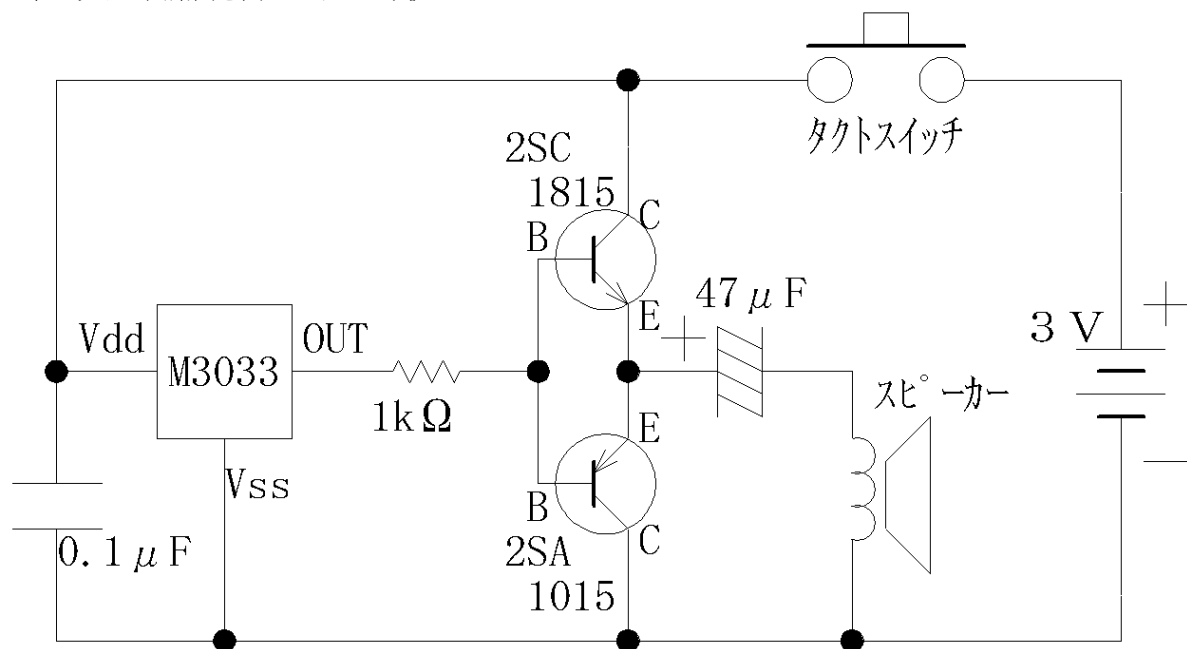 タクトスイッチ
2SC
1815
C
B
E
47μF
+
3V
+
Vdd
M3033
OUT
1kΩ
スピーカー
E
Vss
B
C
0.1μF
2SA
1015
−